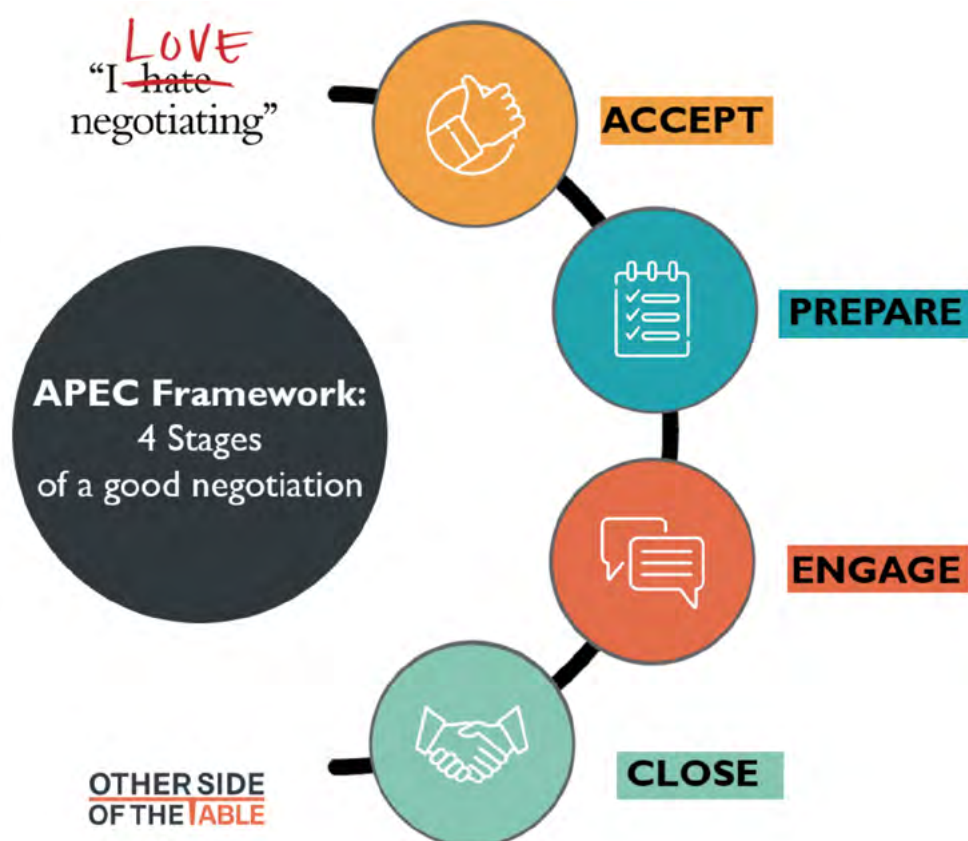 LOVE
“I hate
negotiating”
ACCEPT
PREPARE
APEC Framework:
4 Stages
of a good negotiation
ENGAGE
CLOSE
OTHER SIDE
OF THE TABLE